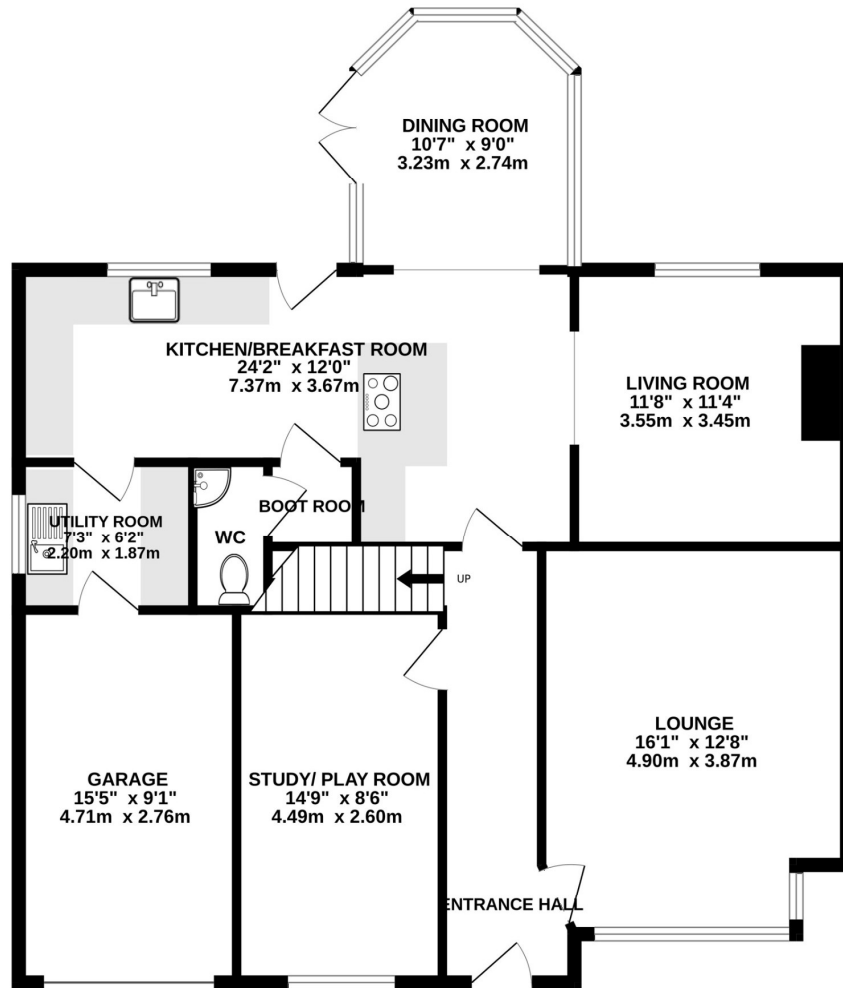 DINING ROOM
10'7" x 9'0"
3.23m x 2.74m
KITCHEN/BREAKFAST ROOM
24'2" x 12'0"
7.37m x 3.67m
LIVING ROOM
11'8" x 11'4"
3.55m x 3.45m
UTILITY ROOM
7'3" x 6'2"
2.20m x 1.87m
WC
BOOT ROOM
UP
LOUNGE
16'1" x 12'8"
4.90m x 3.87m
GARAGE
15'5" x 9'1"
4.71m x 2.76m
STUDY/ PLAY ROOM
14'9" x 8'6"
4.49m x 2.60m
ENTRANCE HALL